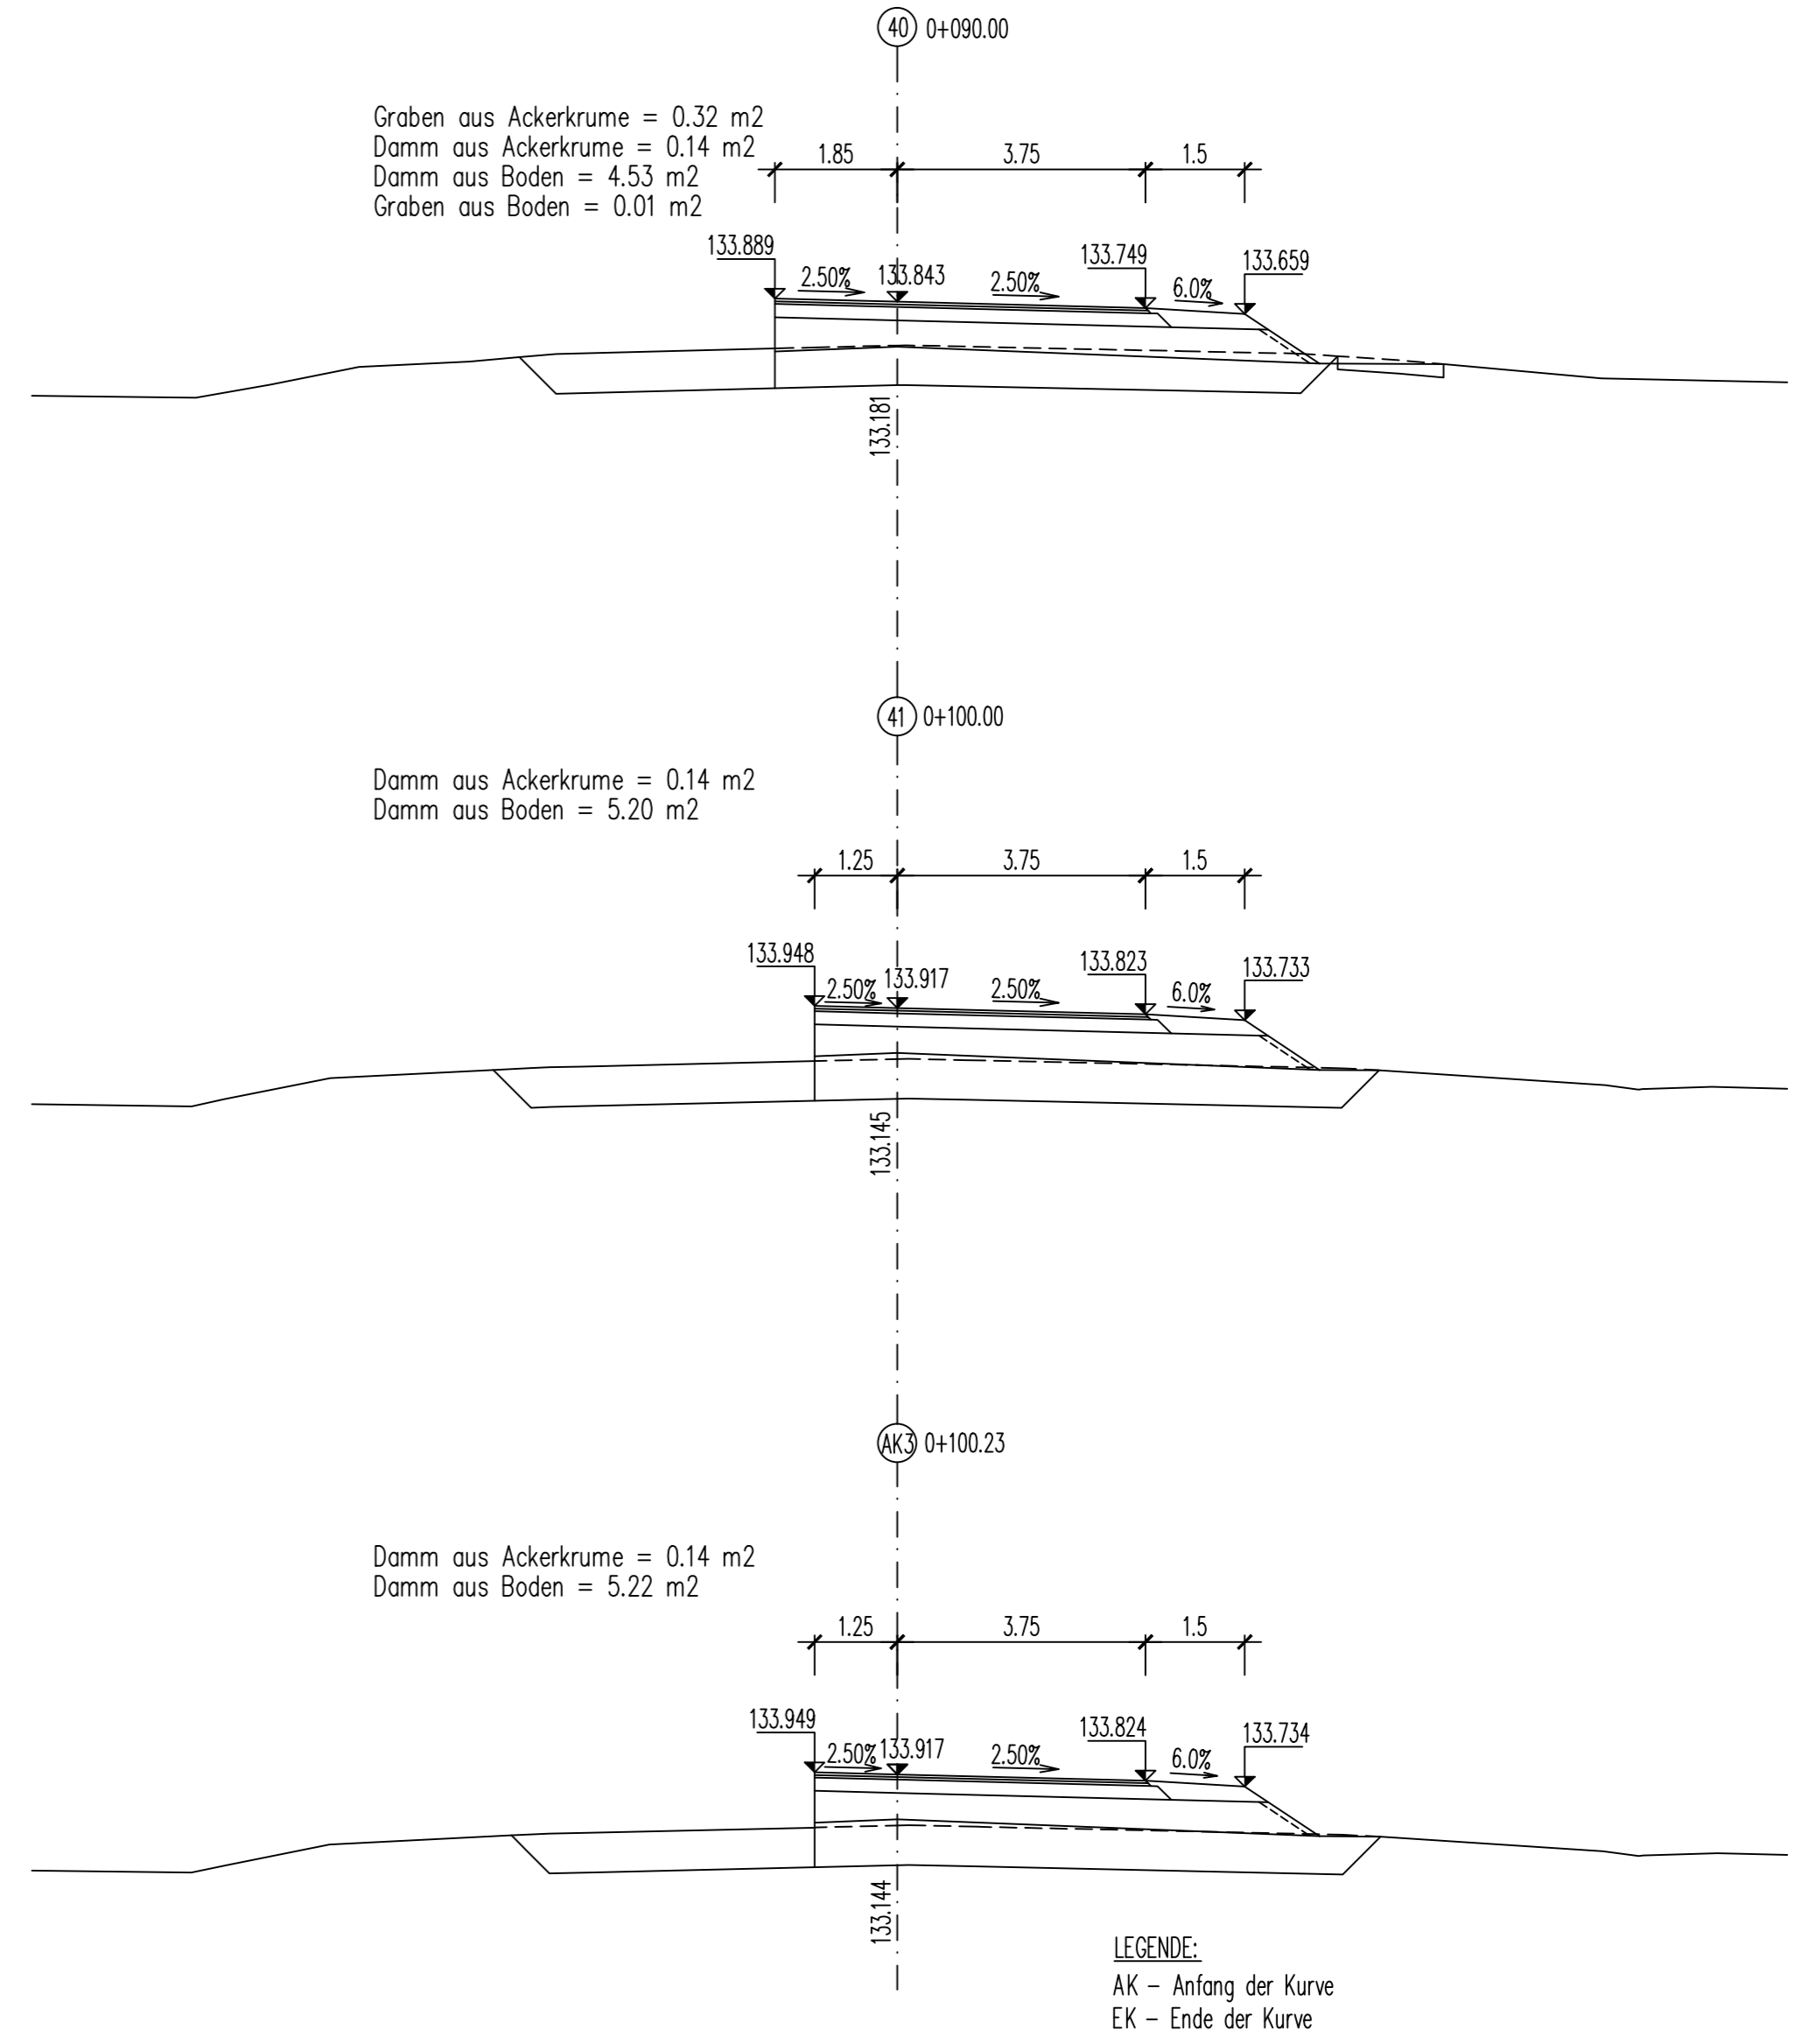 40 0+090.00
Graben aus Ackerkrume = 0.32 m2
Damm aus Ackerkrume = 0.14 m2
Damm aus Boden = 4.53 m2
Graben aus Boden = 0.01 m2
1.85 3.75 1.5
133.889 133.749 133.659
2.50% 133.843 2.50% 6.0%
133.181
41 0+100.00
Damm aus Ackerkrume = 0.14 m2
Damm aus Boden = 5.20 m2
1.25 3.75 1.5
133.948 133.823 133.733
2.50% 133.917 2.50% 6.0%
133.145
AK3 0+100.23
Damm aus Ackerkrume = 0.14 m2
Damm aus Boden = 5.22 m2
1.25 3.75 1.5
133.949 133.824 133.734
2.50% 133.917 2.50% 6.0%
133.144
LEGENDE:
AK – Anfang der Kurve
EK – Ende der Kurve